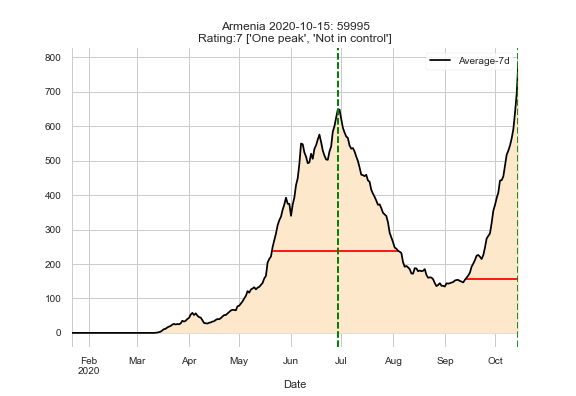 Armenia 2020-10-15: 59995
Rating:7 ['One peak', 'Not in control']
Average-7d
800
700
600
500
400
300
200
100
0
Feb Mar Apr May Jun Jul Aug Sep Oct
2020
Date